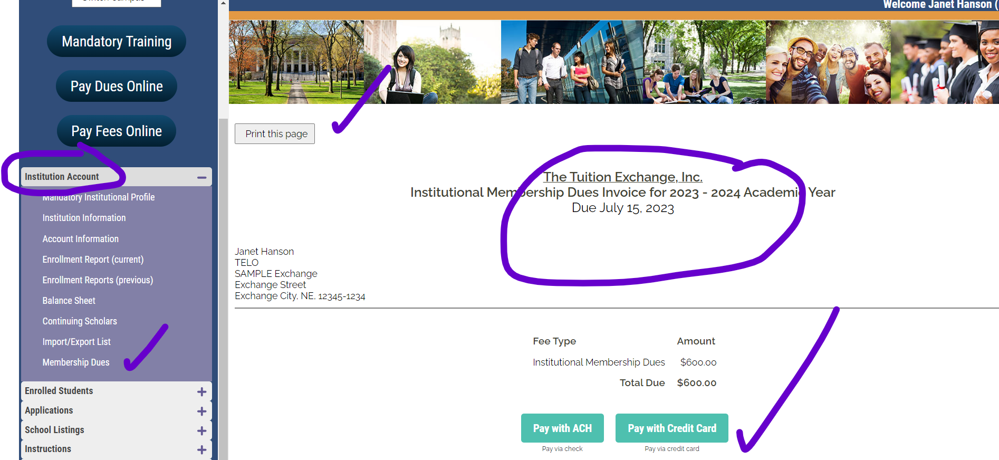 Welcome Janet Hanson (
Mandatory Training
Pay Dues Online
Pay Fees Online
Institution Account
Mandatory Institutional Profile
Institution Information
Account Information
Enrollment Report (current)
Enrollment Reports (previous)
Balance Sheet
Continuing Scholars
Import/Export List
Membership Dues
Enrolled Students
Applications
School Listings
Instructions
Print this page
The Tuition Exchange, Inc.
Institutional Membership Dues Invoice for 2023 - 2024 Academic Year
Due July 15, 2023
Janet Hanson
TELO
SAMPLE Exchange
Exchange Street
Exchange City, NE, 12345-1234
Fee Type Amount
Institutional Membership Dues $600.00
Total Due $600.00
Pay with ACH Pay with Credit Card
Pay via check Pay via credit card